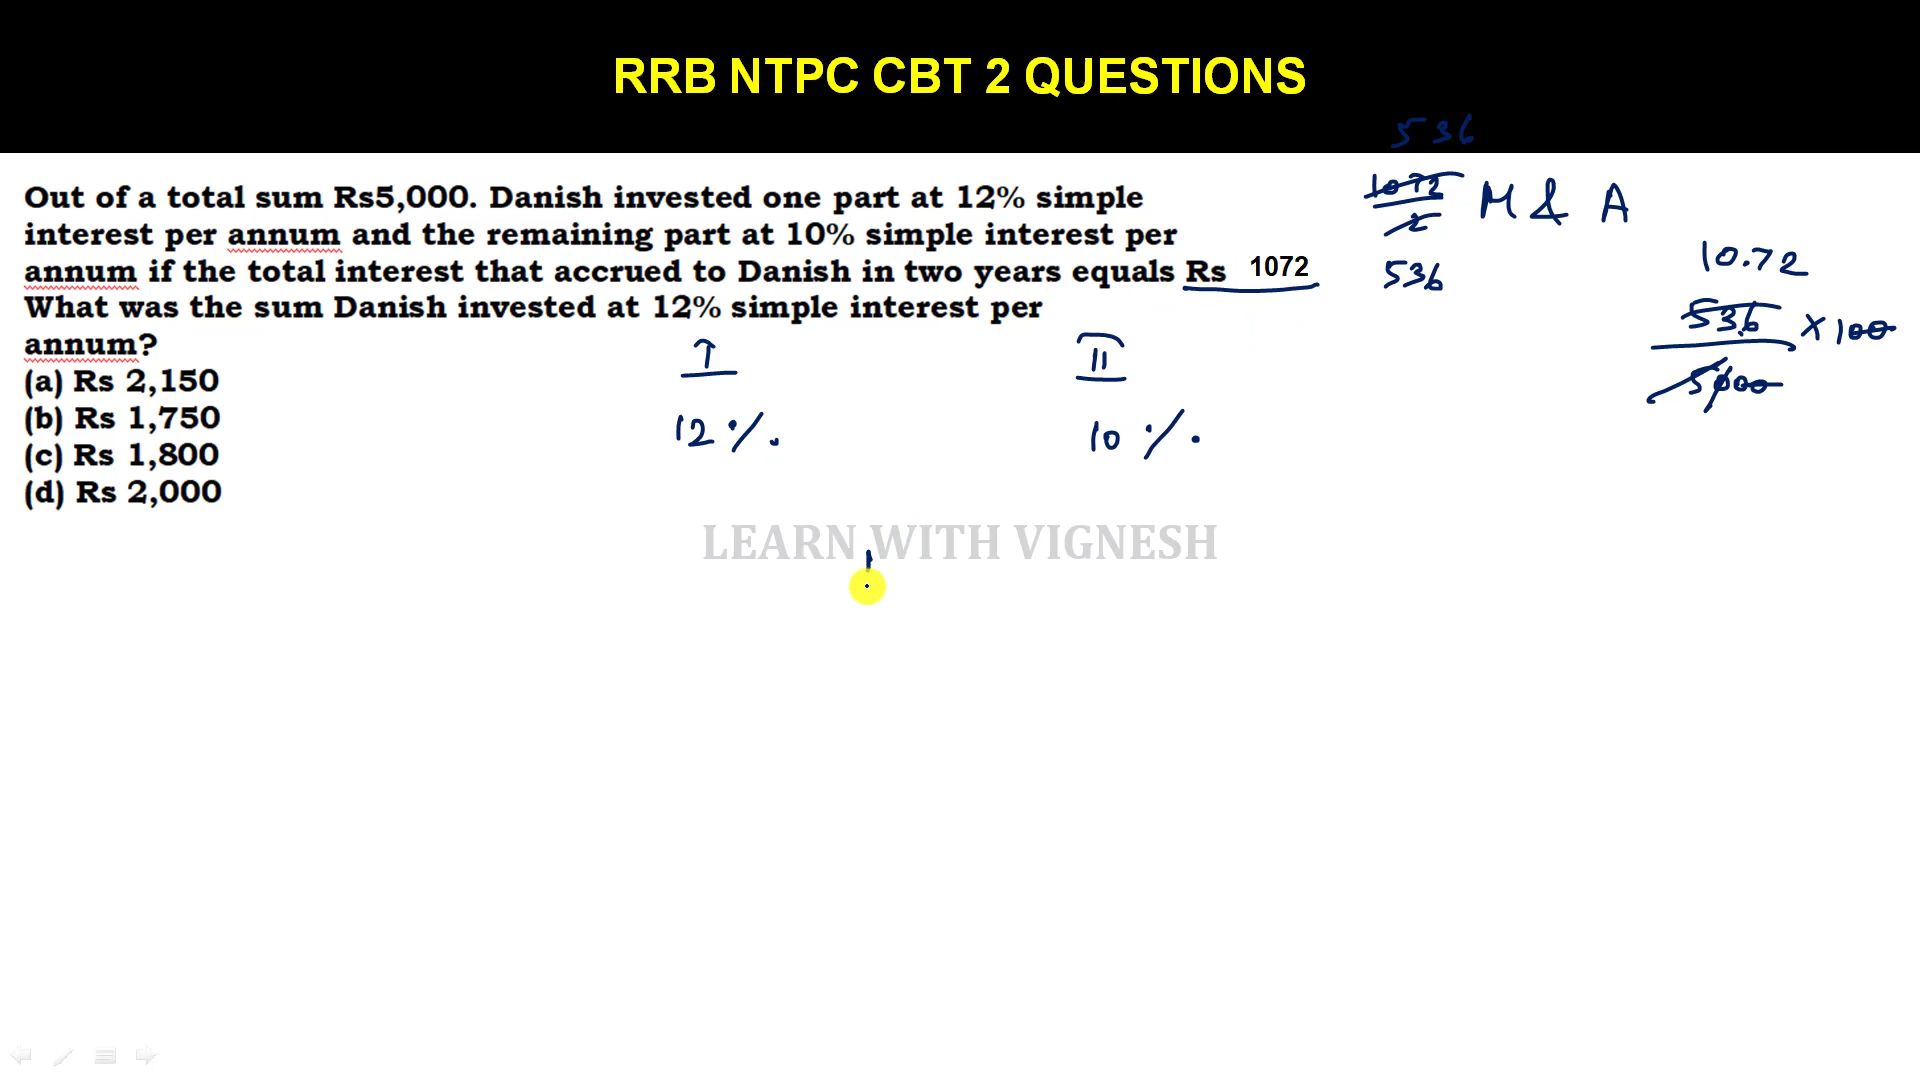 RRB NTPC CBT 2 QUESTIONS
536
Out of a total sum Rs5,000. Danish invested one part at 12% simple
interest per annum and the remaining part at 10% simple interest per
annum if the total interest that accrued to Danish in two years equals Rs 1072
What was the sum Danish invested at 12% simple interest per
annum?
(a) Rs 2,150
(b) Rs 1,750
(c) Rs 1,800
(d) Rs 2,000
1072
2
M & A
536
10.72
536 × 100
5000
I
II
12 %.
10 %.
LEARN WITH VIGNESH